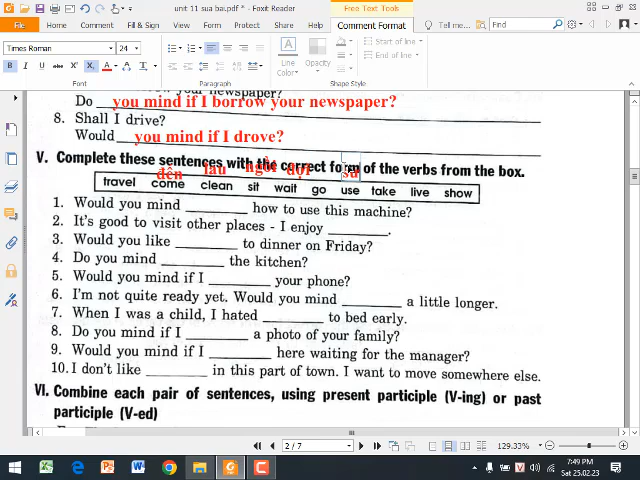 unit 11 sua bai.pdf * - Foxit Reader
Free Text Tools
File Home Comment View Form Protect Share Help Comment Format Tell me... Find
Times Roman 24
Start of line
End of line
B I U abc X² X₂ A Line Color Opacity
Font Paragraph
Do you mind if I borrow your newspaper?
8. Shall I drive?
Would you mind if I drove?
V. Complete these sentences with the correct form of the verbs from the box.
đến lau ngồi đợi sử
travel come clean sit wait go use take live show
1. Would you mind ________ how to use this machine?
2. It's good to visit other places - I enjoy ________.
3. Would you like ________ to dinner on Friday?
4. Do you mind ________ the kitchen?
5. Would you mind if I ________ your phone?
6. I'm not quite ready yet. Would you mind ________ a little longer.
7. When I was a child, I hated ________ to bed early.
8. Do you mind if I ________ a photo of your family?
9. Would you mind if I ________ here waiting for the manager?
10. I don't like ________ in this part of town. I want to move somewhere else.
VI. Combine each pair of sentences, using present participle (V-ing) or past
participle (V-ed)
2 / 7 129.33%
7:49 PM
Sat 25.02.23